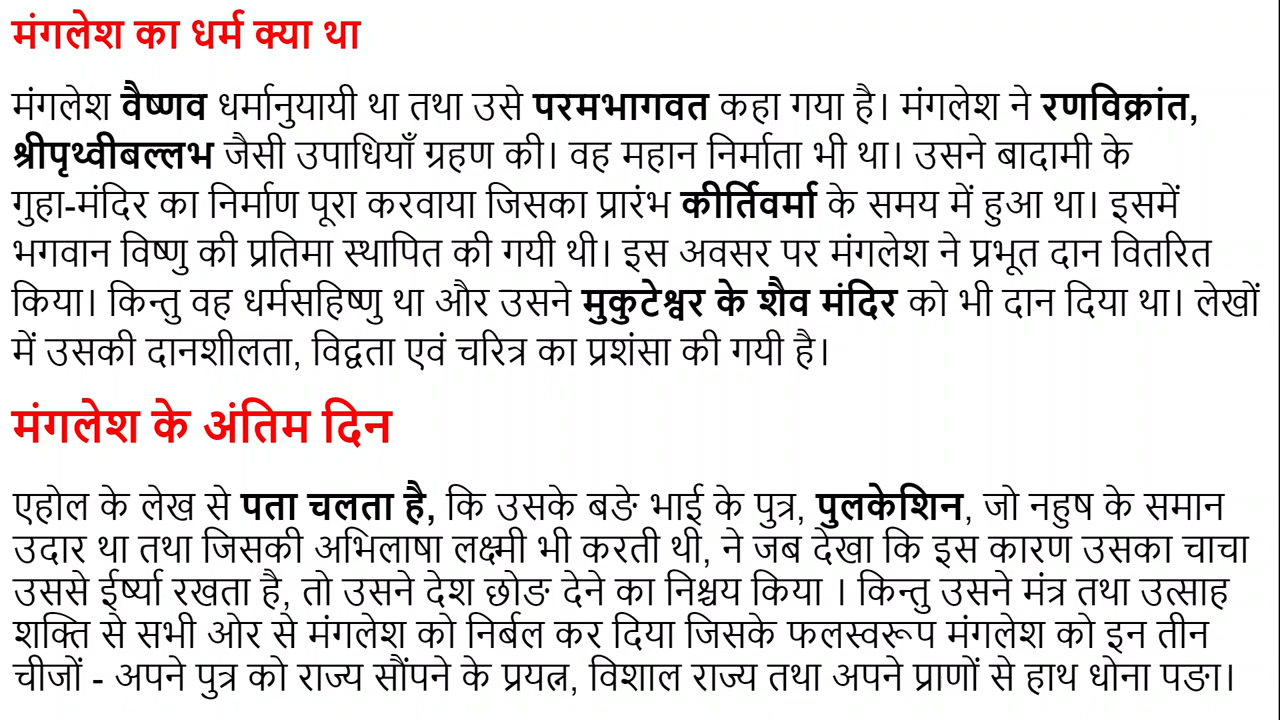 मंगलेश का धर्म क्या था
मंगलेश वैष्णव धर्मानुयायी था तथा उसे परमभागवत कहा गया है। मंगलेश ने रणविक्रांत,
श्रीपृथ्वीबल्लभ जैसी उपाधियाँ ग्रहण की। वह महान निर्माता भी था। उसने बादामी के
गुहा-मंदिर का निर्माण पूरा करवाया जिसका प्रारंभ कीर्तिवर्मा के समय में हुआ था। इसमें
भगवान विष्णु की प्रतिमा स्थापित की गयी थी। इस अवसर पर मंगलेश ने प्रभूत दान वितरित
किया। किन्तु वह धर्मसहिष्णु था और उसने मुकुटेश्वर के शैव मंदिर को भी दान दिया था। लेखों
में उसकी दानशीलता, विद्वता एवं चरित्र का प्रशंसा की गयी है।
मंगलेश के अंतिम दिन
एहोल के लेख से पता चलता है, कि उसके बङे भाई के पुत्र, पुलकेशिन, जो नहुष के समान
उदार था तथा जिसकी अभिलाषा लक्ष्मी भी करती थी, ने जब देखा कि इस कारण उसका चाचा
उससे ईर्ष्या रखता है, तो उसने देश छोङ देने का निश्चय किया । किन्तु उसने मंत्र तथा उत्साह
शक्ति से सभी ओर से मंगलेश को निर्बल कर दिया जिसके फलस्वरूप मंगलेश को इन तीन
चीजों - अपने पुत्र को राज्य सौंपने के प्रयत्न, विशाल राज्य तथा अपने प्राणों से हाथ धोना पङा।